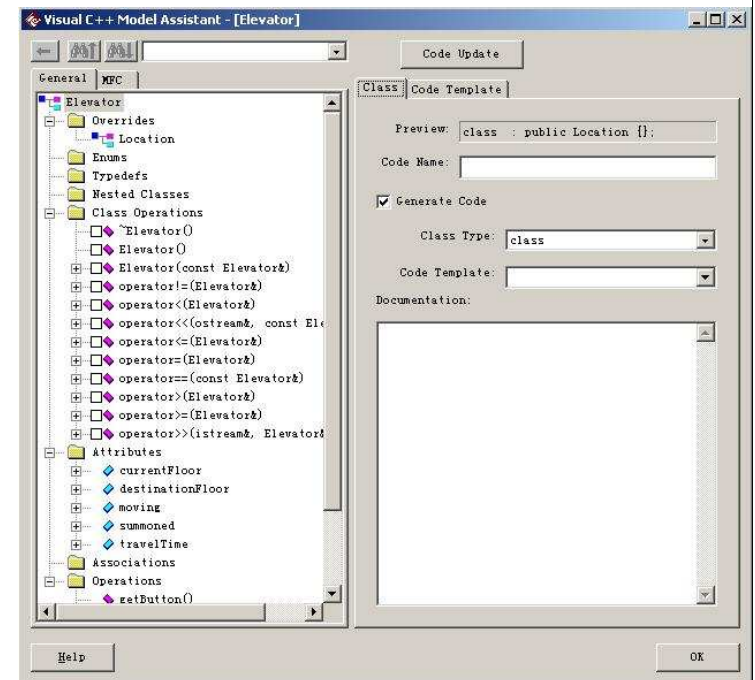 Visual C++ Model Assistant - [Elevator]
Code Update
General MFC
Class Code Template
Elevator
Overrides
Location
Enums
Typedefs
Nested Classes
Class Operations
~Elevator()
Elevator()
Elevator(const Elevator&)
operator!=(Elevator&)
operator<(Elevator&)
operator<<(ostream&, const Ele
operator<=(Elevator&)
operator=(Elevator&)
operator==(const Elevator&)
operator>(Elevator&)
operator>=(Elevator&)
operator>>(istream&, Elevator&
Attributes
currentFloor
destinationFloor
moving
summoned
travelTime
Associations
Operations
getButton()
Preview: class : public Location {};
Code Name:
Generate Code
Class Type: class
Code Template:
Documentation:
Help
OK